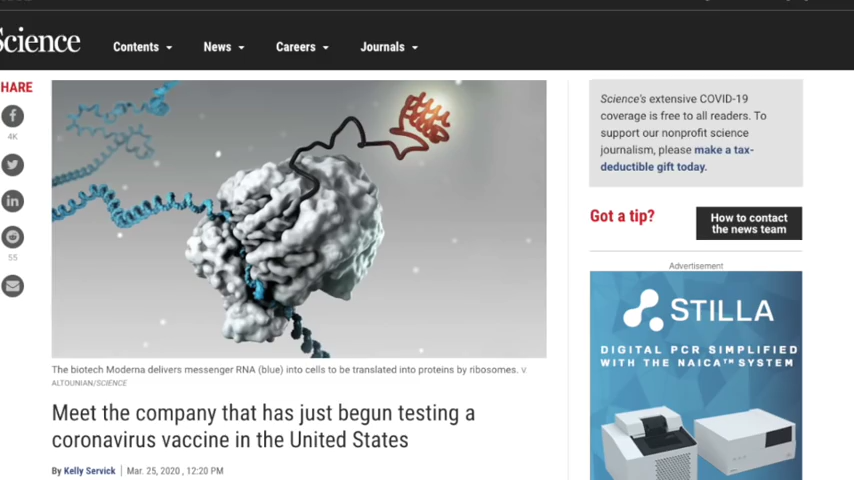 Science
Contents
News
Careers
Journals
HARE
4K
55
The biotech Moderna delivers messenger RNA (blue) into cells to be translated into proteins by ribosomes. V.
ALTOUNIAN/SCIENCE
Meet the company that has just begun testing a
coronavirus vaccine in the United States
By Kelly Servick | Mar. 25, 2020 , 12:20 PM
Science's extensive COVID-19
coverage is free to all readers. To
support our nonprofit science
journalism, please make a tax-
deductible gift today.
Got a tip?
How to contact
the news team
Advertisement
STILLA
DIGITAL PCR SIMPLIFIED
WITH THE NAICA™ SYSTEM